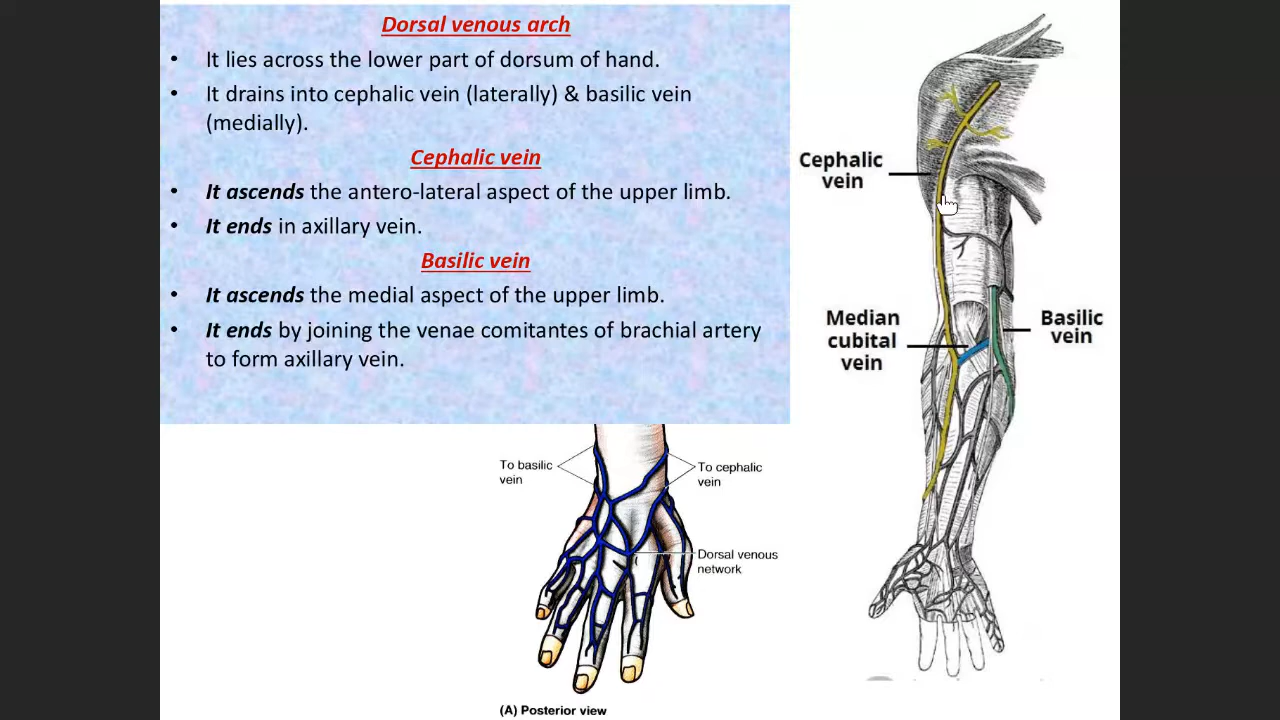 Dorsal venous arch
• It lies across the lower part of dorsum of hand.
• It drains into cephalic vein (laterally) & basilic vein
(medially).
Cephalic vein
• It ascends the antero-lateral aspect of the upper limb.
• It ends in axillary vein.
Basilic vein
• It ascends the medial aspect of the upper limb.
• It ends by joining the venae comitantes of brachial artery
to form axillary vein.
To basilic
vein
To cephalic
vein
Dorsal venous
network
(A) Posterior view
Cephalic
vein
Median
cubital
vein
Basilic
vein